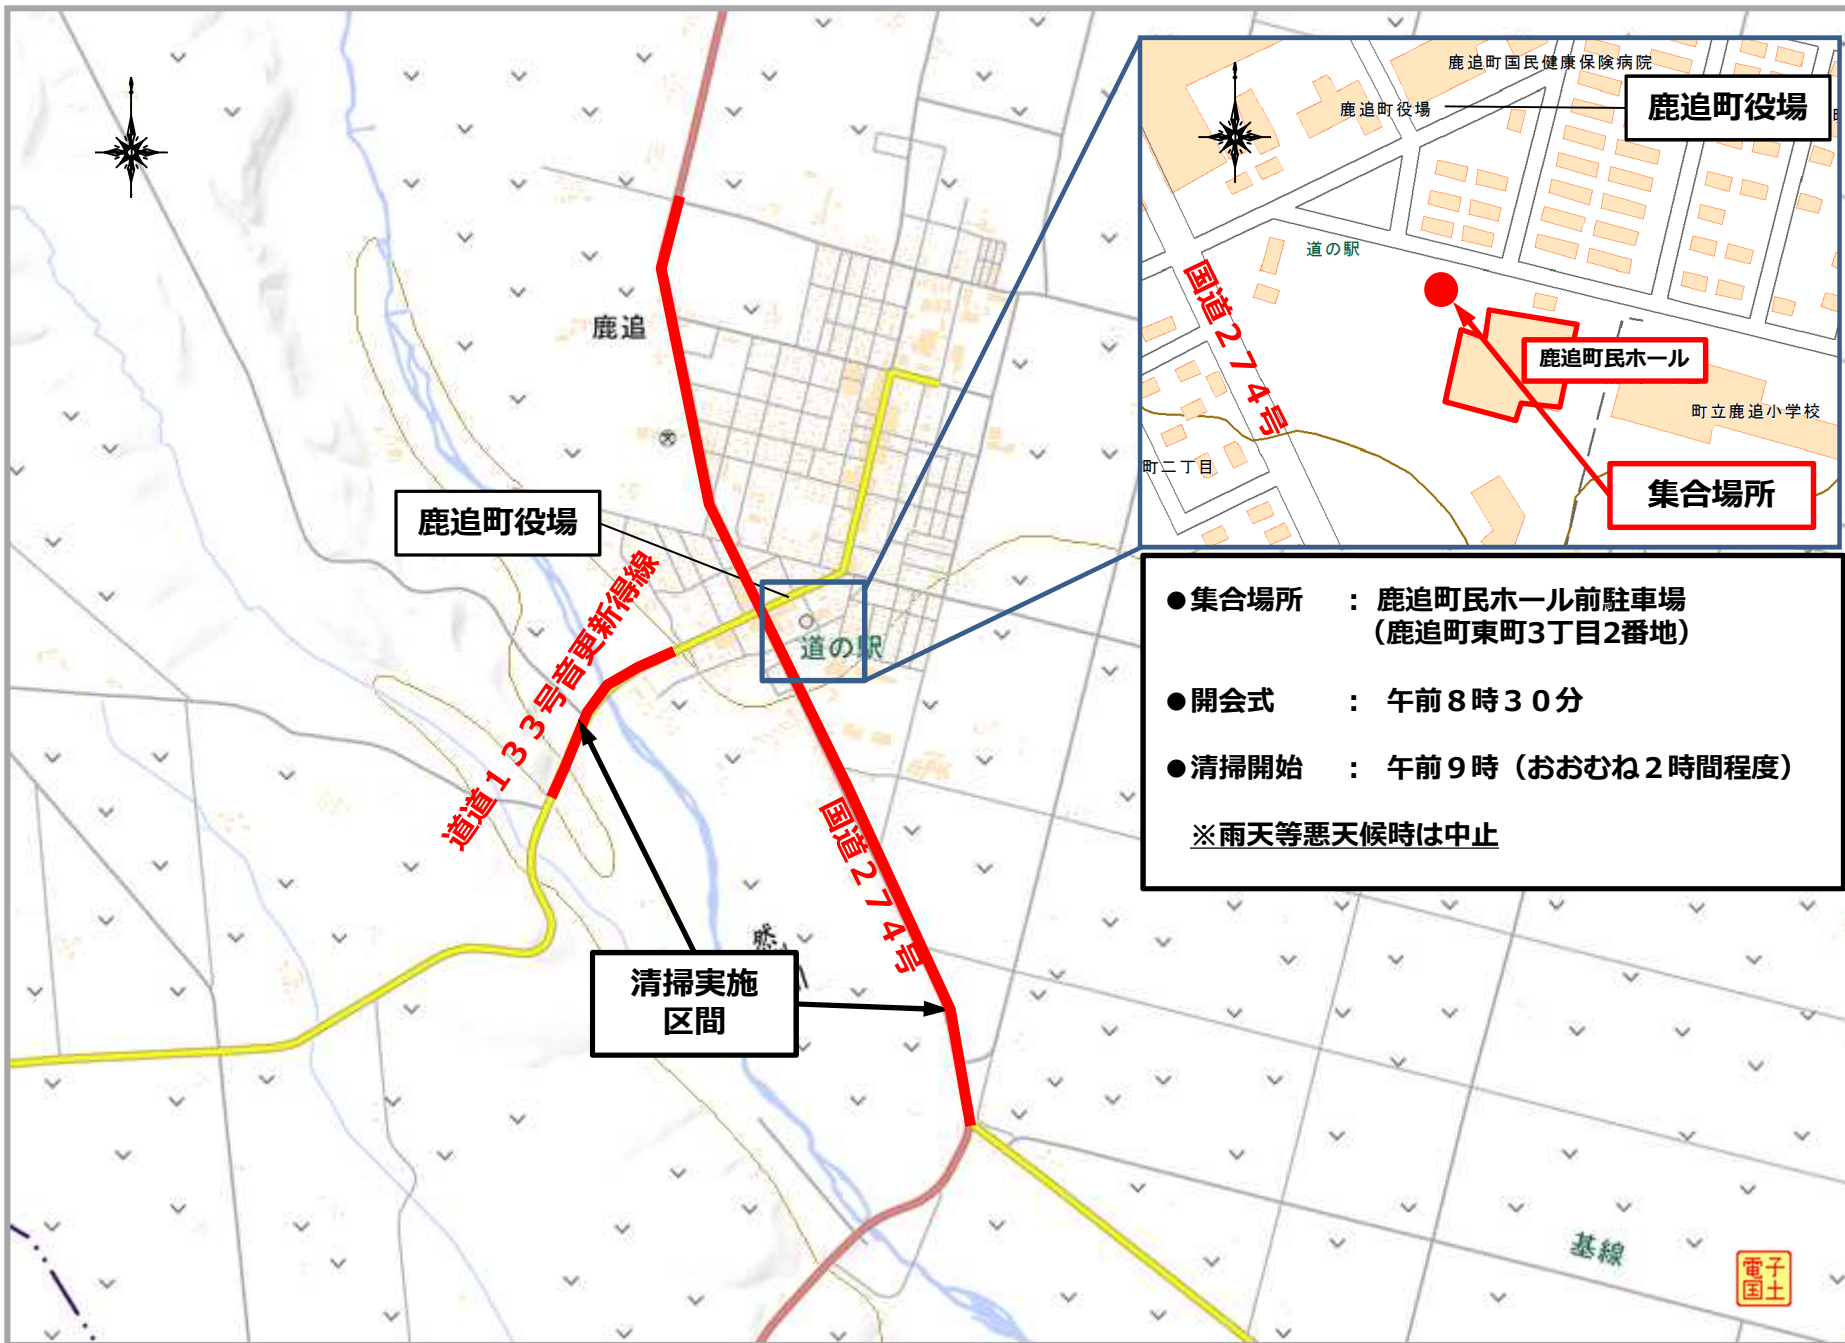 鹿追町国民健康保険病院
鹿追町役場
鹿追町役場
道の駅
国道274号
鹿追町民ホール
町立鹿追小学校
町二丁目
集合場所
鹿追
鹿追町役場
道の駅
道道133号音更新得線
国道274号
清掃実施
区間
●集合場所 : 鹿追町民ホール前駐車場
(鹿追町東町3丁目2番地)
●開会式 : 午前8時30分
●清掃開始 : 午前9時(おおむね2時間程度)
※雨天等悪天候時は中止
基線
電子
国土